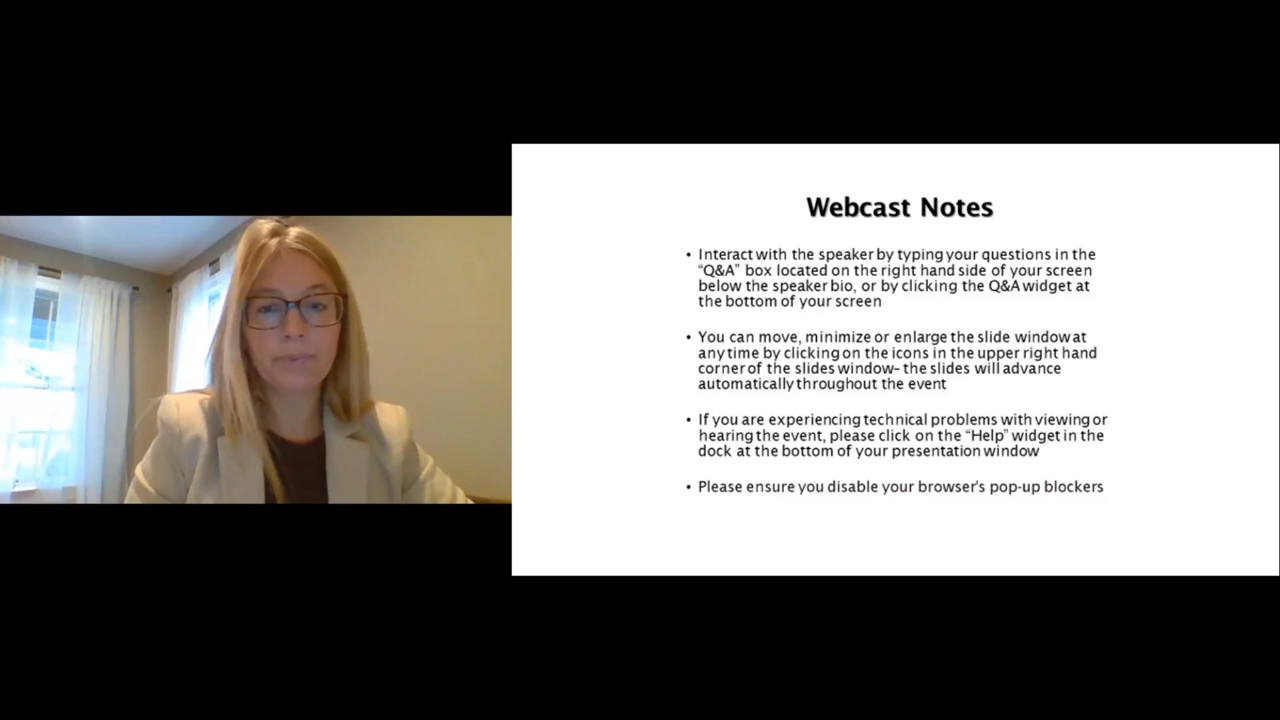 Webcast Notes
• Interact with the speaker by typing your questions in the
“Q&A” box located on the right hand side of your screen
below the speaker bio, or by clicking the Q&A widget at
the bottom of your screen
• You can move, minimize or enlarge the slide window at
any time by clicking on the icons in the upper right hand
corner of the slides window– the slides will advance
automatically throughout the event
• If you are experiencing technical problems with viewing or
hearing the event, please click on the “Help” widget in the
dock at the bottom of your presentation window
• Please ensure you disable your browser's pop-up blockers